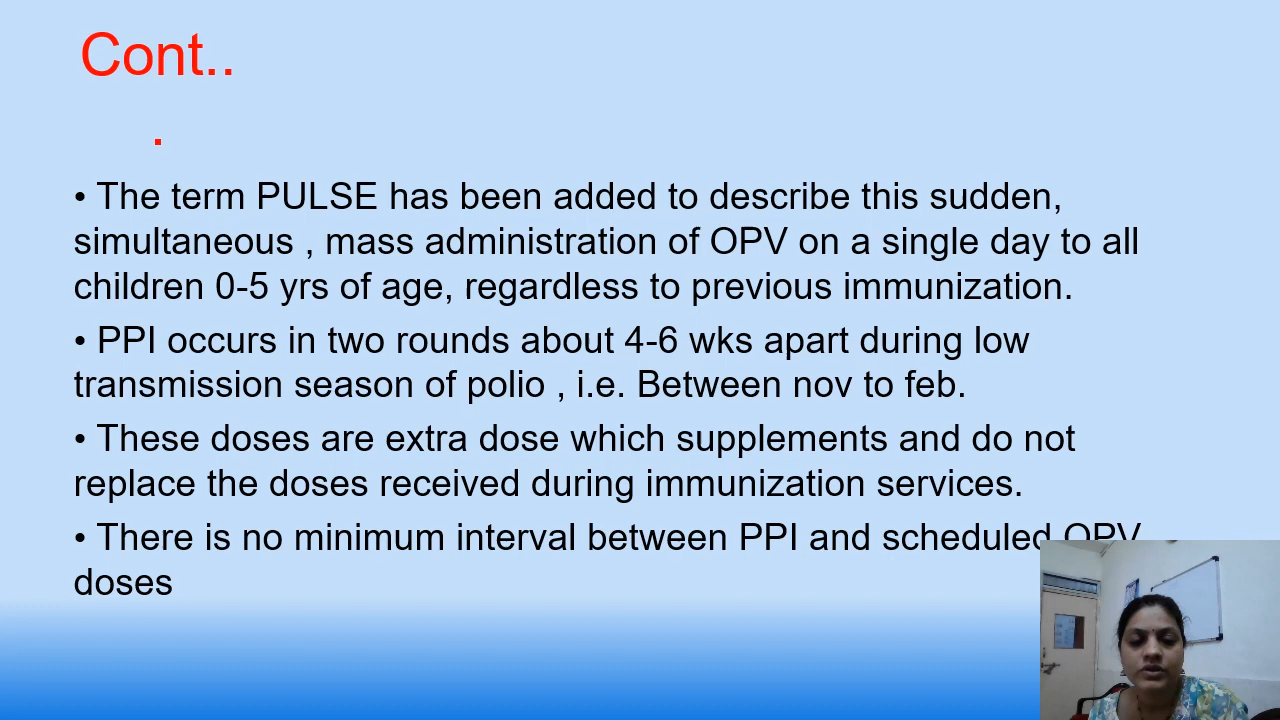 Cont..
.
• The term PULSE has been added to describe this sudden,
simultaneous , mass administration of OPV on a single day to all
children 0-5 yrs of age, regardless to previous immunization.
• PPI occurs in two rounds about 4-6 wks apart during low
transmission season of polio , i.e. Between nov to feb.
• These doses are extra dose which supplements and do not
replace the doses received during immunization services.
• There is no minimum interval between PPI and scheduled OPV
doses